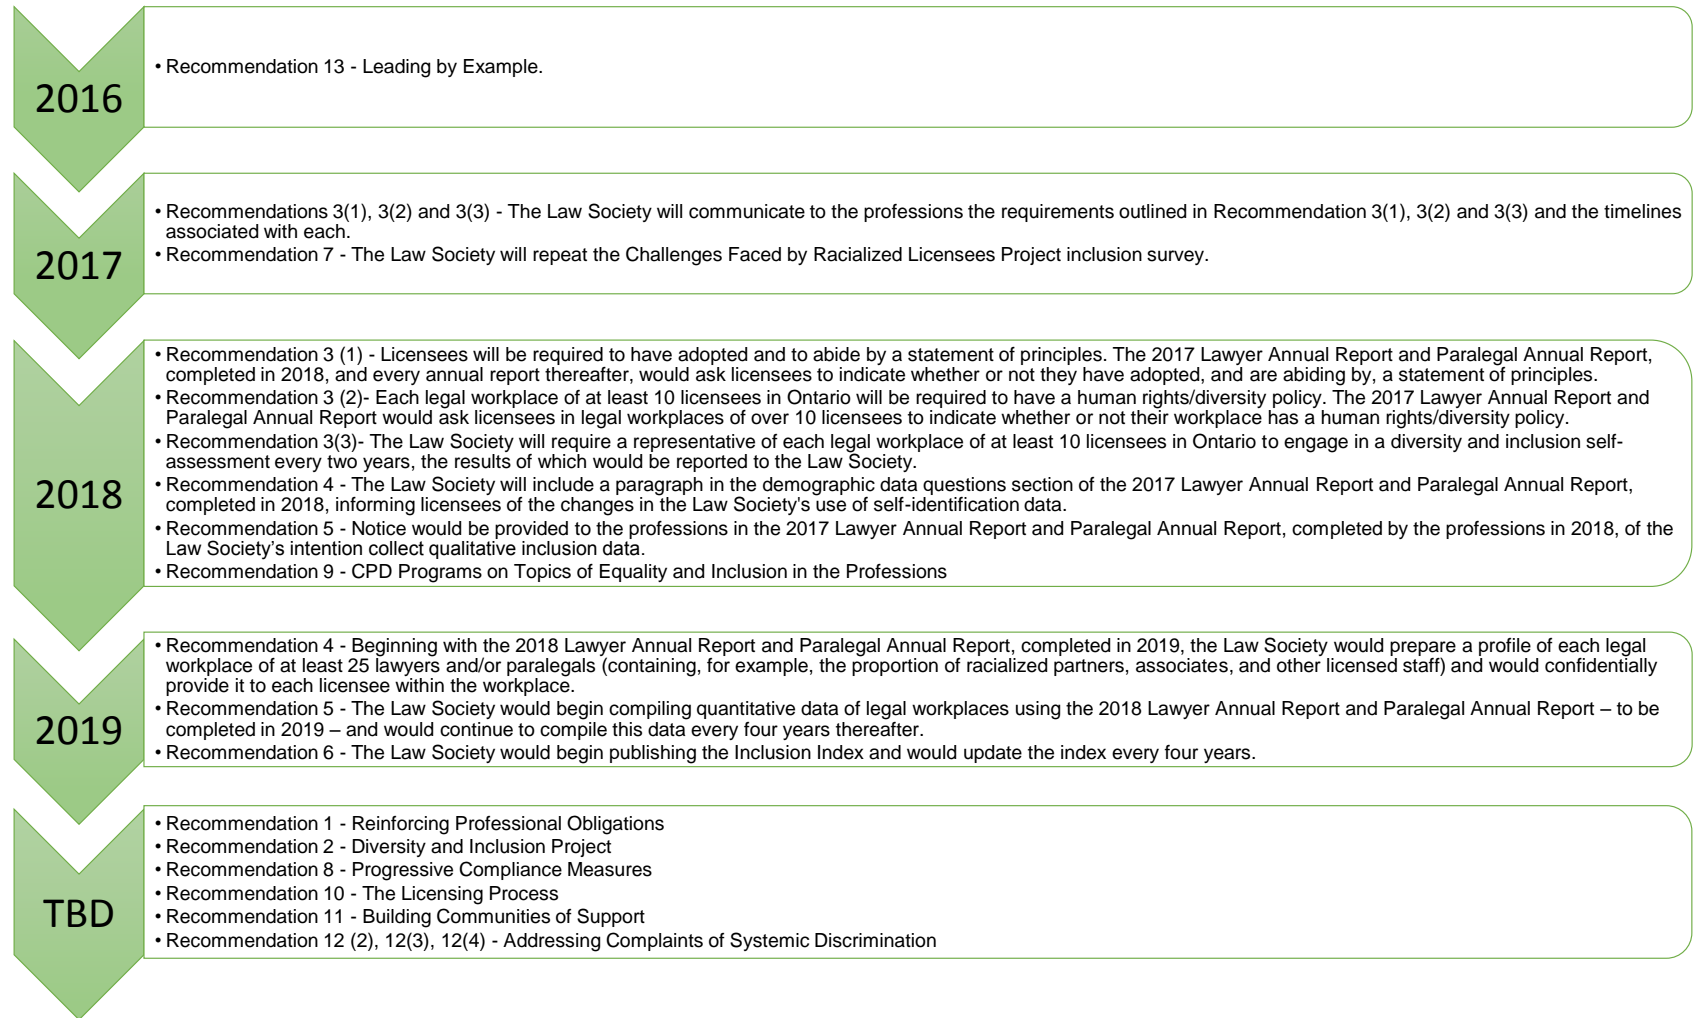 2016
• Recommendation 13 - Leading by Example.
2017
• Recommendations 3(1), 3(2) and 3(3) - The Law Society will communicate to the professions the requirements outlined in Recommendation 3(1), 3(2) and 3(3) and the timelines
associated with each.
• Recommendation 7 - The Law Society will repeat the Challenges Faced by Racialized Licensees Project inclusion survey.
2018
• Recommendation 3 (1) - Licensees will be required to have adopted and to abide by a statement of principles. The 2017 Lawyer Annual Report and Paralegal Annual Report,
completed in 2018, and every annual report thereafter, would ask licensees to indicate whether or not they have adopted, and are abiding by, a statement of principles.
• Recommendation 3 (2)- Each legal workplace of at least 10 licensees in Ontario will be required to have a human rights/diversity policy. The 2017 Lawyer Annual Report and
Paralegal Annual Report would ask licensees in legal workplaces of over 10 licensees to indicate whether or not their workplace has a human rights/diversity policy.
• Recommendation 3(3)- The Law Society will require a representative of each legal workplace of at least 10 licensees in Ontario to engage in a diversity and inclusion self-
assessment every two years, the results of which would be reported to the Law Society.
• Recommendation 4 - The Law Society will include a paragraph in the demographic data questions section of the 2017 Lawyer Annual Report and Paralegal Annual Report,
completed in 2018, informing licensees of the changes in the Law Society's use of self-identification data.
• Recommendation 5 - Notice would be provided to the professions in the 2017 Lawyer Annual Report and Paralegal Annual Report, completed by the professions in 2018, of the
Law Society’s intention collect qualitative inclusion data.
• Recommendation 9 - CPD Programs on Topics of Equality and Inclusion in the Professions
2019
• Recommendation 4 - Beginning with the 2018 Lawyer Annual Report and Paralegal Annual Report, completed in 2019, the Law Society would prepare a profile of each legal
workplace of at least 25 lawyers and/or paralegals (containing, for example, the proportion of racialized partners, associates, and other licensed staff) and would confidentially
provide it to each licensee within the workplace.
• Recommendation 5 - The Law Society would begin compiling quantitative data of legal workplaces using the 2018 Lawyer Annual Report and Paralegal Annual Report – to be
completed in 2019 – and would continue to compile this data every four years thereafter.
• Recommendation 6 - The Law Society would begin publishing the Inclusion Index and would update the index every four years.
TBD
• Recommendation 1 - Reinforcing Professional Obligations
• Recommendation 2 - Diversity and Inclusion Project
• Recommendation 8 - Progressive Compliance Measures
• Recommendation 10 - The Licensing Process
• Recommendation 11 - Building Communities of Support
• Recommendation 12 (2), 12(3), 12(4) - Addressing Complaints of Systemic Discrimination